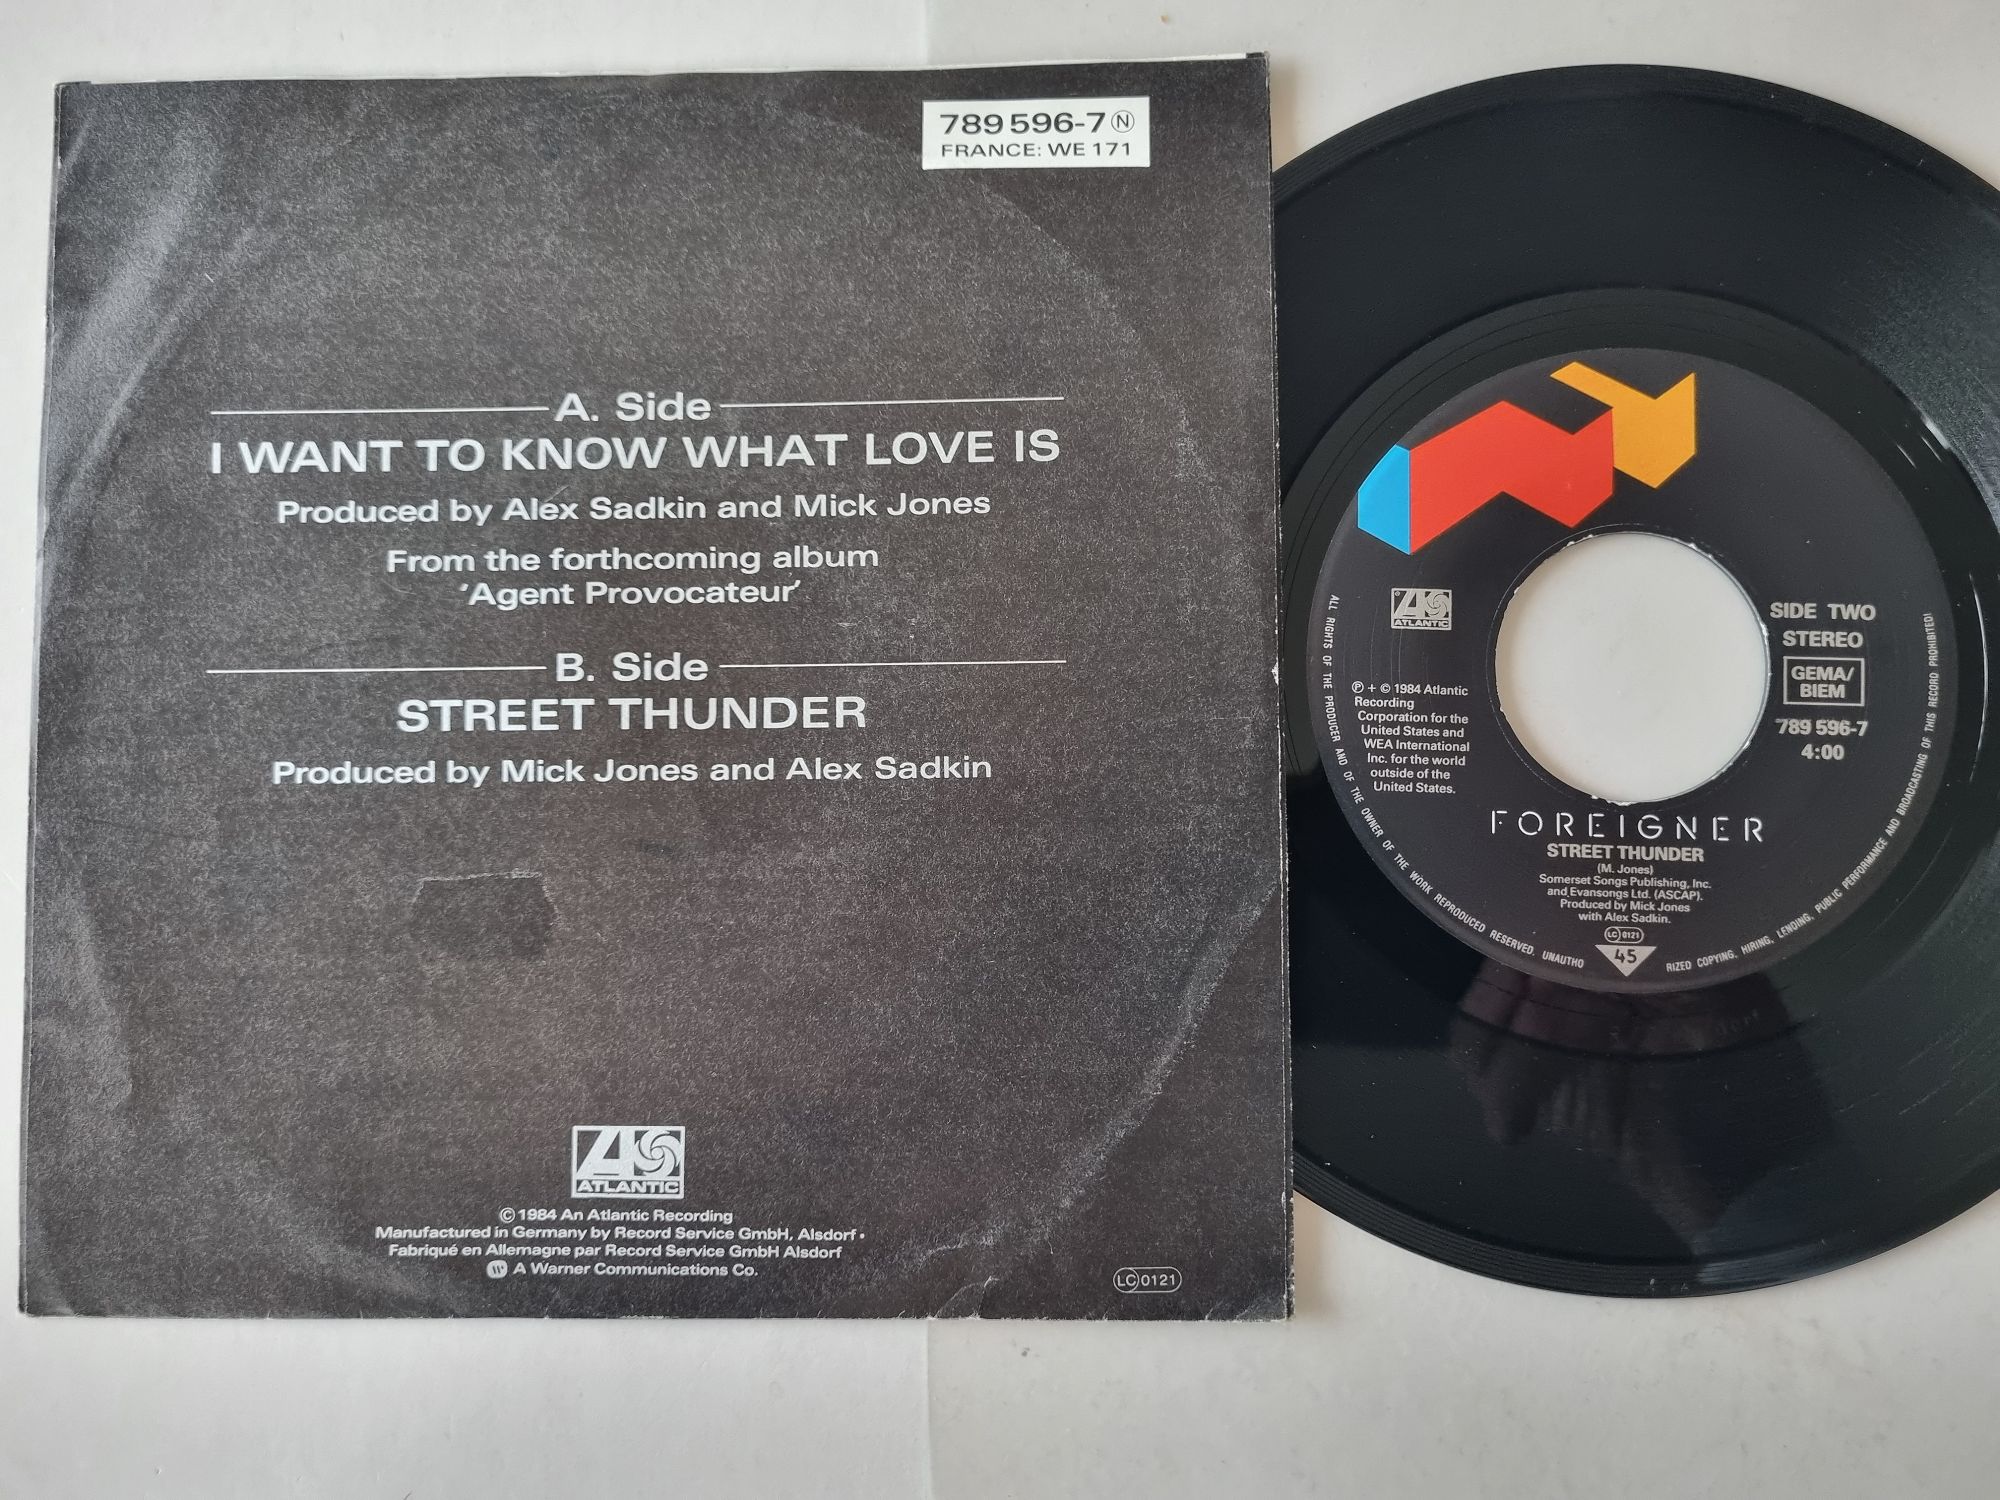 789 596-7 Ⓝ
FRANCE: WE 171
A. Side
I WANT TO KNOW WHAT LOVE IS
Produced by Alex Sadkin and Mick Jones
From the forthcoming album
‘Agent Provocateur’
B. Side
STREET THUNDER
Produced by Mick Jones and Alex Sadkin
ATLANTIC
© 1984 An Atlantic Recording
Manufactured in Germany by Record Service GmbH, Alsdorf •
Fabriqué en Allemagne par Record Service GmbH Alsdorf
A Warner Communications Co.
LC 0121
ATLANTIC
SIDE TWO
STEREO
GEMA/
BIEM
789 596-7
4:00
℗ + © 1984 Atlantic
Recording
Corporation for the
United States and
WEA International
Inc. for the world
outside of the
United States.
FOREIGNER
STREET THUNDER
(M. Jones)
Somerset Songs Publishing, Inc.
and Evansongs Ltd. (ASCAP).
Produced by Mick Jones
with Alex Sadkin.
LC 0121
45
ALL RIGHTS OF THE PRODUCER AND OF THE OWNER OF THE WORK REPRODUCED RESERVED. UNAUTHO
RIZED COPYING, HIRING, LENDING, PUBLIC PERFORMANCE AND BROADCASTING OF THIS RECORD PROHIBITED!